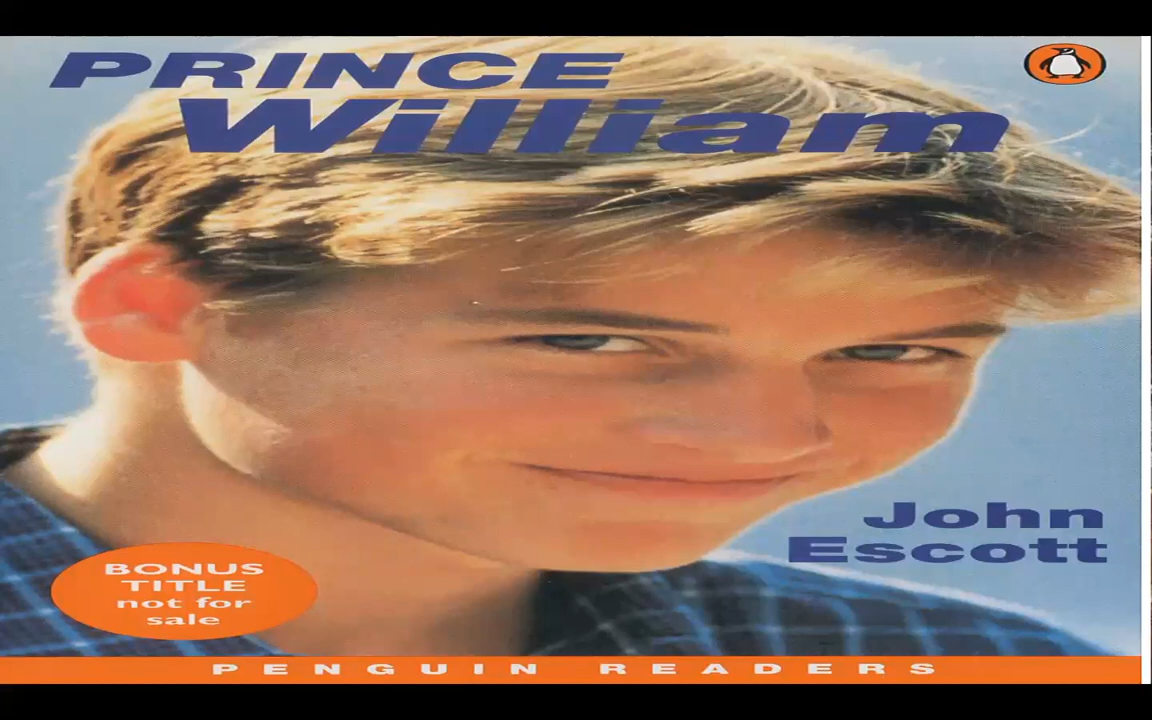 PRINCE
William
John
Escott
BONUS
TITLE
not for
sale
PENGUIN READERS